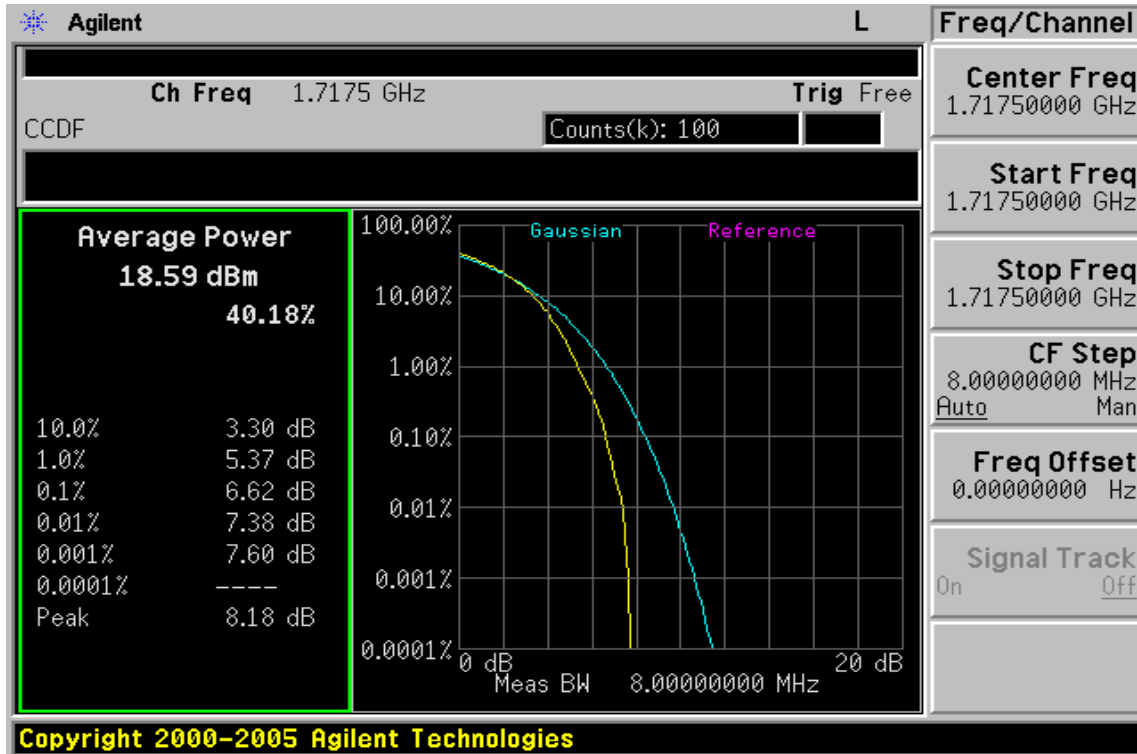 Agilent L
Ch Freq 1.7175 GHz Trig Free
CCDF Counts(k): 100
Average Power
18.59 dBm
40.18%
10.0% 3.30 dB
1.0% 5.37 dB
0.1% 6.62 dB
0.01% 7.38 dB
0.001% 7.60 dB
0.0001% ----
Peak 8.18 dB
Gaussian Reference
100.00%
10.00%
1.00%
0.10%
0.01%
0.001%
0.0001%
0 dB 20 dB
Meas BW 8.00000000 MHz
Freq/Channel
Center Freq
1.71750000 GHz
Start Freq
1.71750000 GHz
Stop Freq
1.71750000 GHz
CF Step
8.00000000 MHz
Auto Man
Freq Offset
0.00000000 Hz
Signal Track
On Off
Copyright 2000-2005 Agilent Technologies